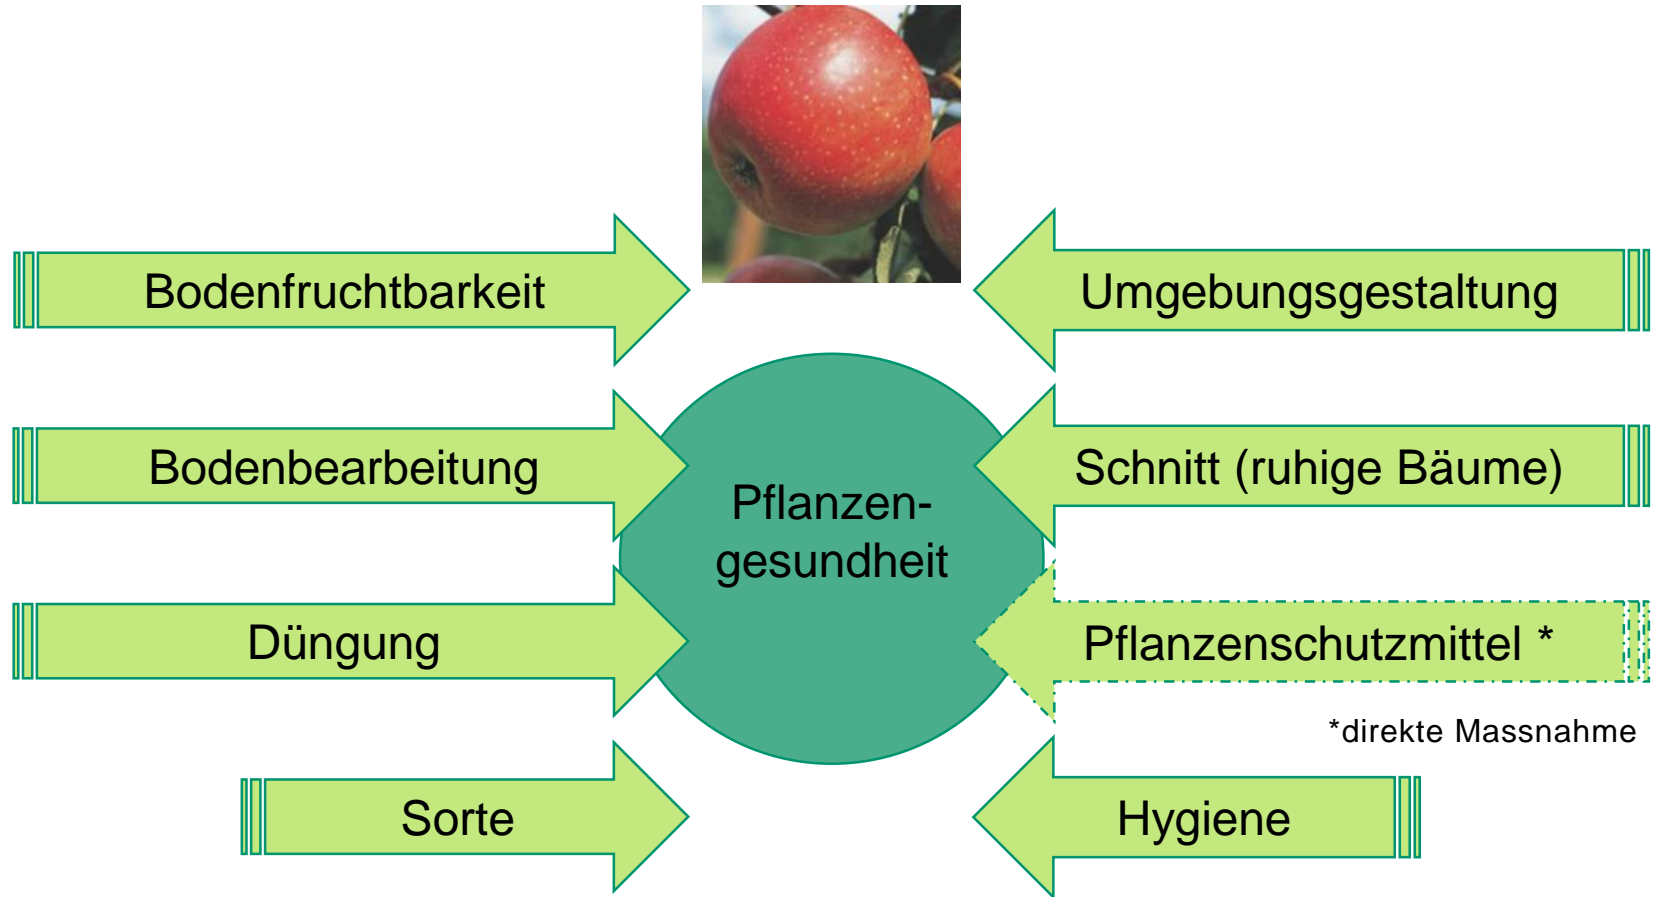 Bodenfruchtbarkeit
Umgebungsgestaltung
Bodenbearbeitung
Schnitt (ruhige Bäume)
Pflanzen-
gesundheit
Düngung
Pflanzenschutzmittel *
*direkte Massnahme
Sorte
Hygiene